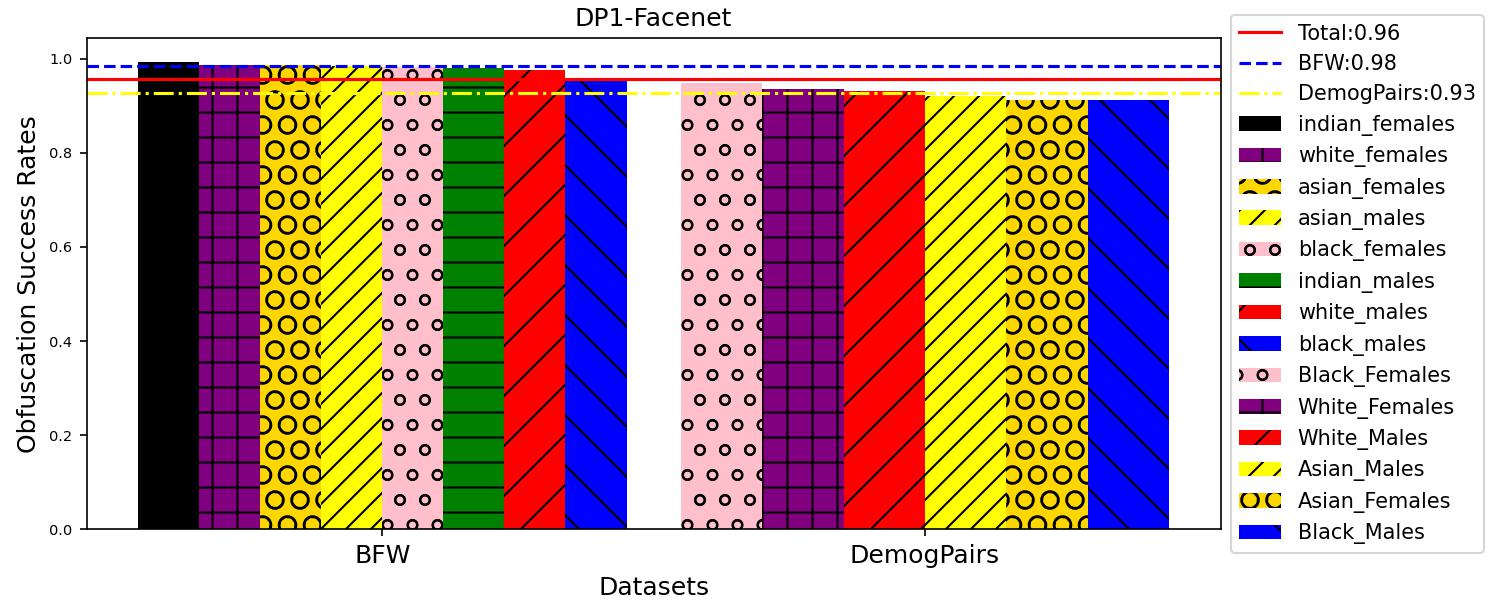 DP1-Facenet
Obfuscation Success Rates
1.0
0.8
0.6
0.4
0.2
0.0
BFW
DemogPairs
Datasets
Total:0.96
BFW:0.98
DemogPairs:0.93
indian_females
white_females
asian_females
asian_males
black_females
indian_males
white_males
black_males
Black_Females
White_Females
White_Males
Asian_Males
Asian_Females
Black_Males